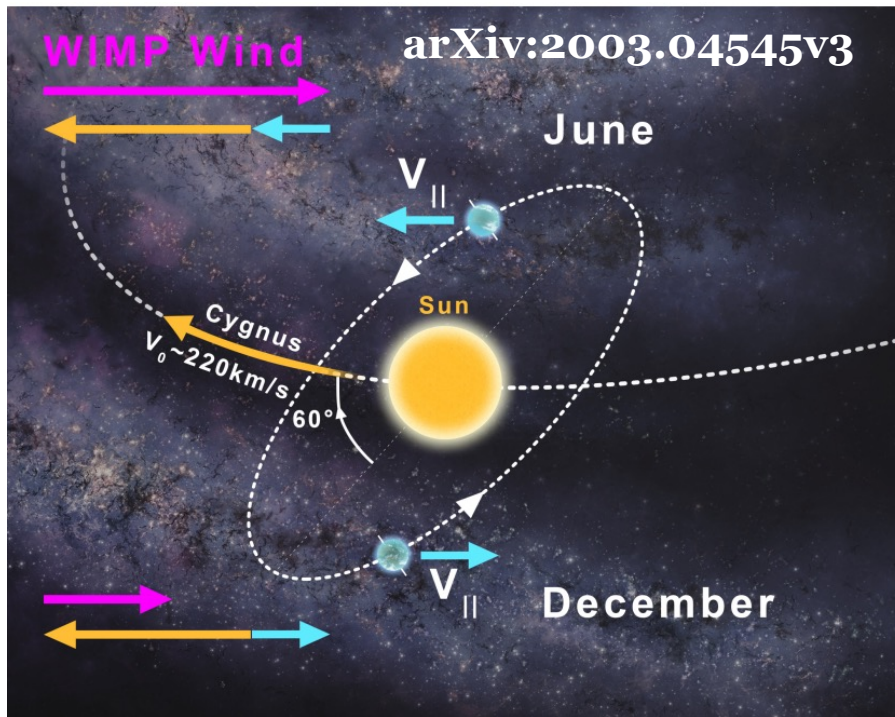 WIMP Wind
arXiv:2003.04545v3
June
V||
Sun
Cygnus
V₀~220km/s
60°
V||
December